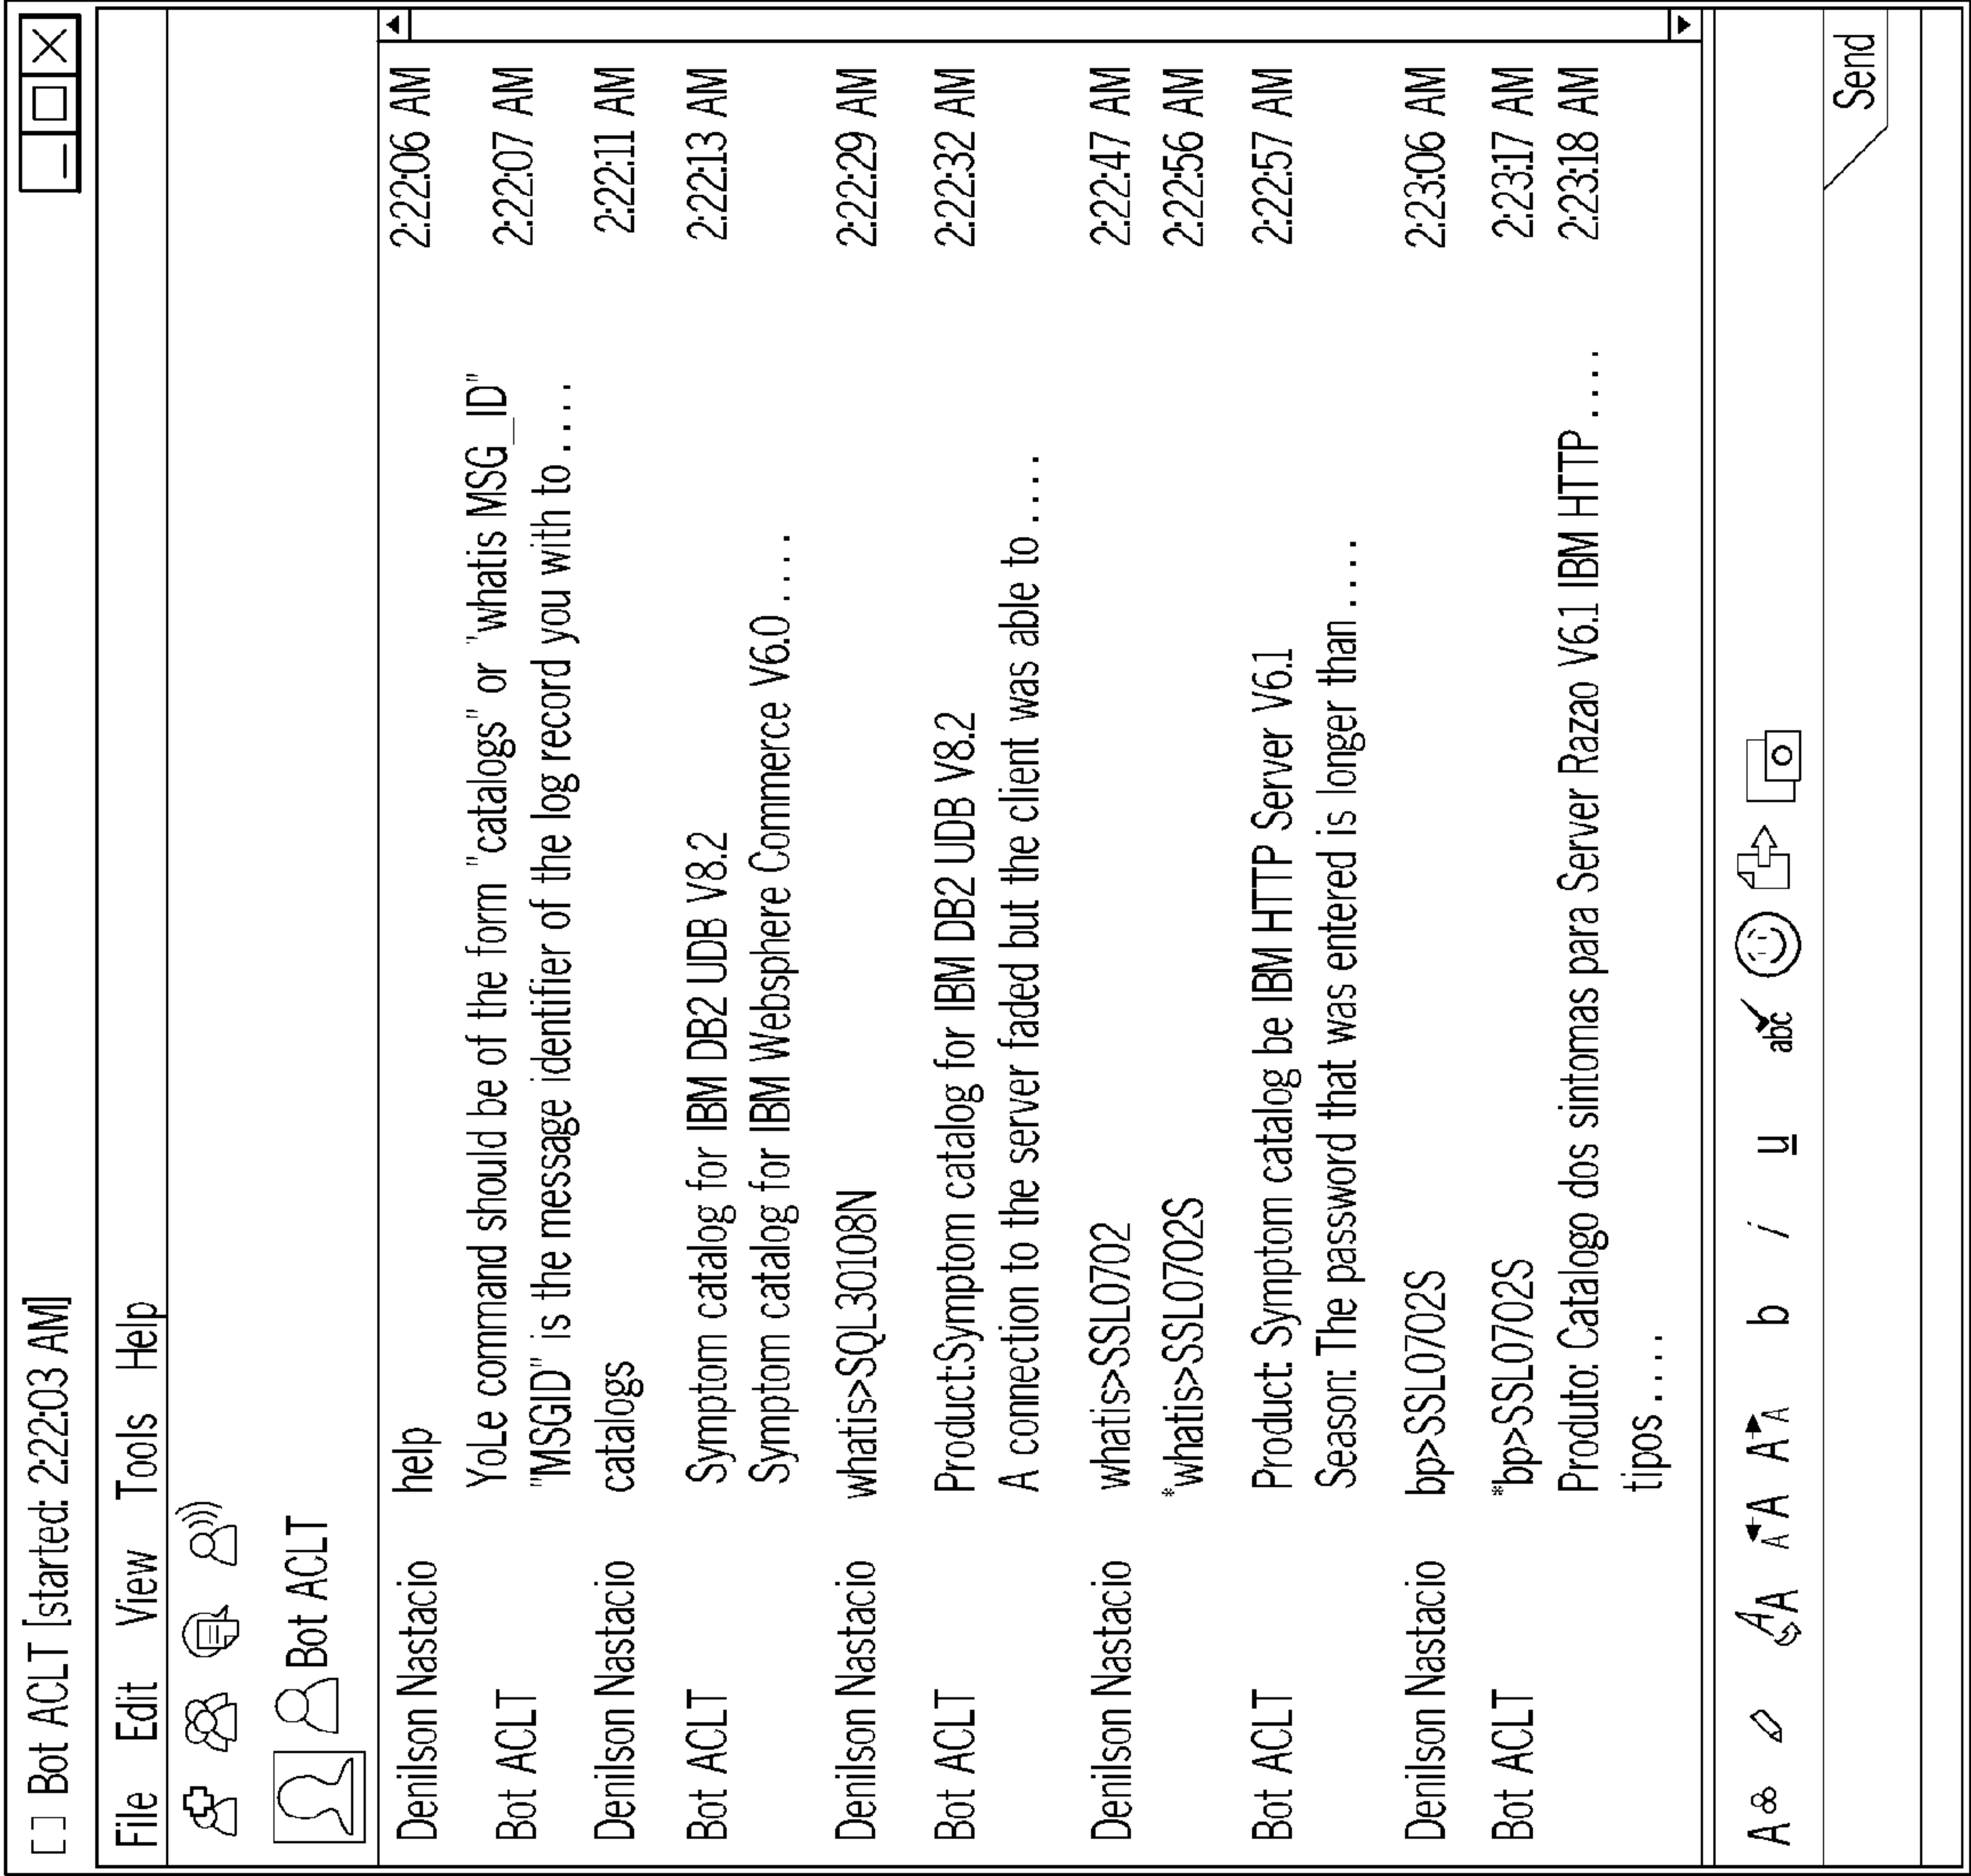 Bot ACLT [started: 2:22:03 AM]
File Edit View Tools Help
Bot ACLT
Denilson Nastacio help 2:22:06 AM
Bot ACLT YoLe command should be of the form "catalogs" or "whatis MSG_ID" 2:22:07 AM
"MSGID" is the message identifier of the log record you with to . . . .
Denilson Nastacio catalogs 2:22:11 AM
Bot ACLT Symptom catalog for IBM DB2 UDB V8.2 2:22:13 AM
Symptom catalog for IBM Websphere Commerce V6.0 . . . .
Denilson Nastacio whatis>SQL30108N 2:22:29 AM
Bot ACLT Product:Symptom catalog for IBM DB2 UDB V8.2 2:22:32 AM
A connection to the server faded but the client was able to . . . .
Denilson Nastacio whatis>SSL0702 2:22:47 AM
*whatis>SSL0702S 2:22:56 AM
Bot ACLT Product: Symptom catalog be IBM HTTP Server V6.1 2:22:57 AM
Season: The password that was entered is longer than . . . .
Denilson Nastacio bp>SSL0702S 2:23:06 AM
Bot ACLT *bp>SSL0702S 2:23:17 AM
Produto: Catalogo dos sintomas para Server Razao V6.1 IBM HTTP . . . . 2:23:18 AM
tipos . . . .
A A A A A A A b i u abc
Send